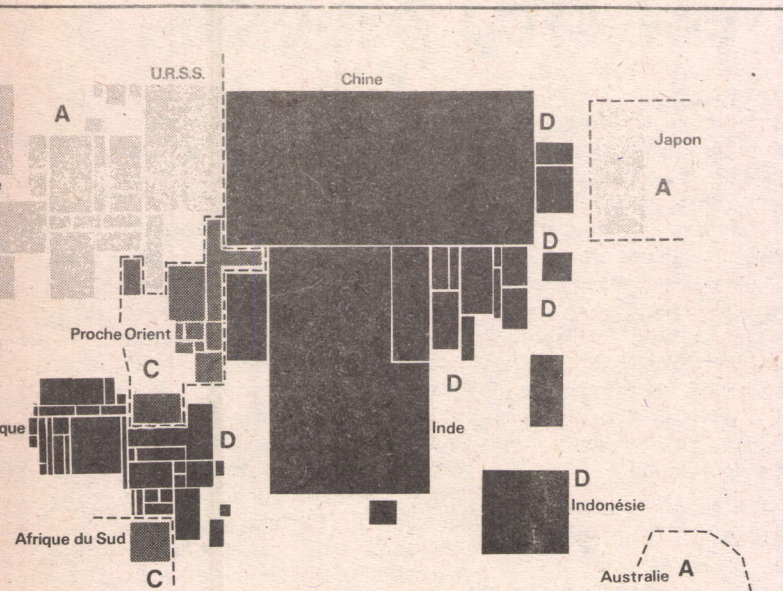 U.R.S.S.
Chine
A
D
Japon
A
D
D
Proche Orient
C
D
D
que
Inde
D
Indonésie
Afrique du Sud
C
Australie A